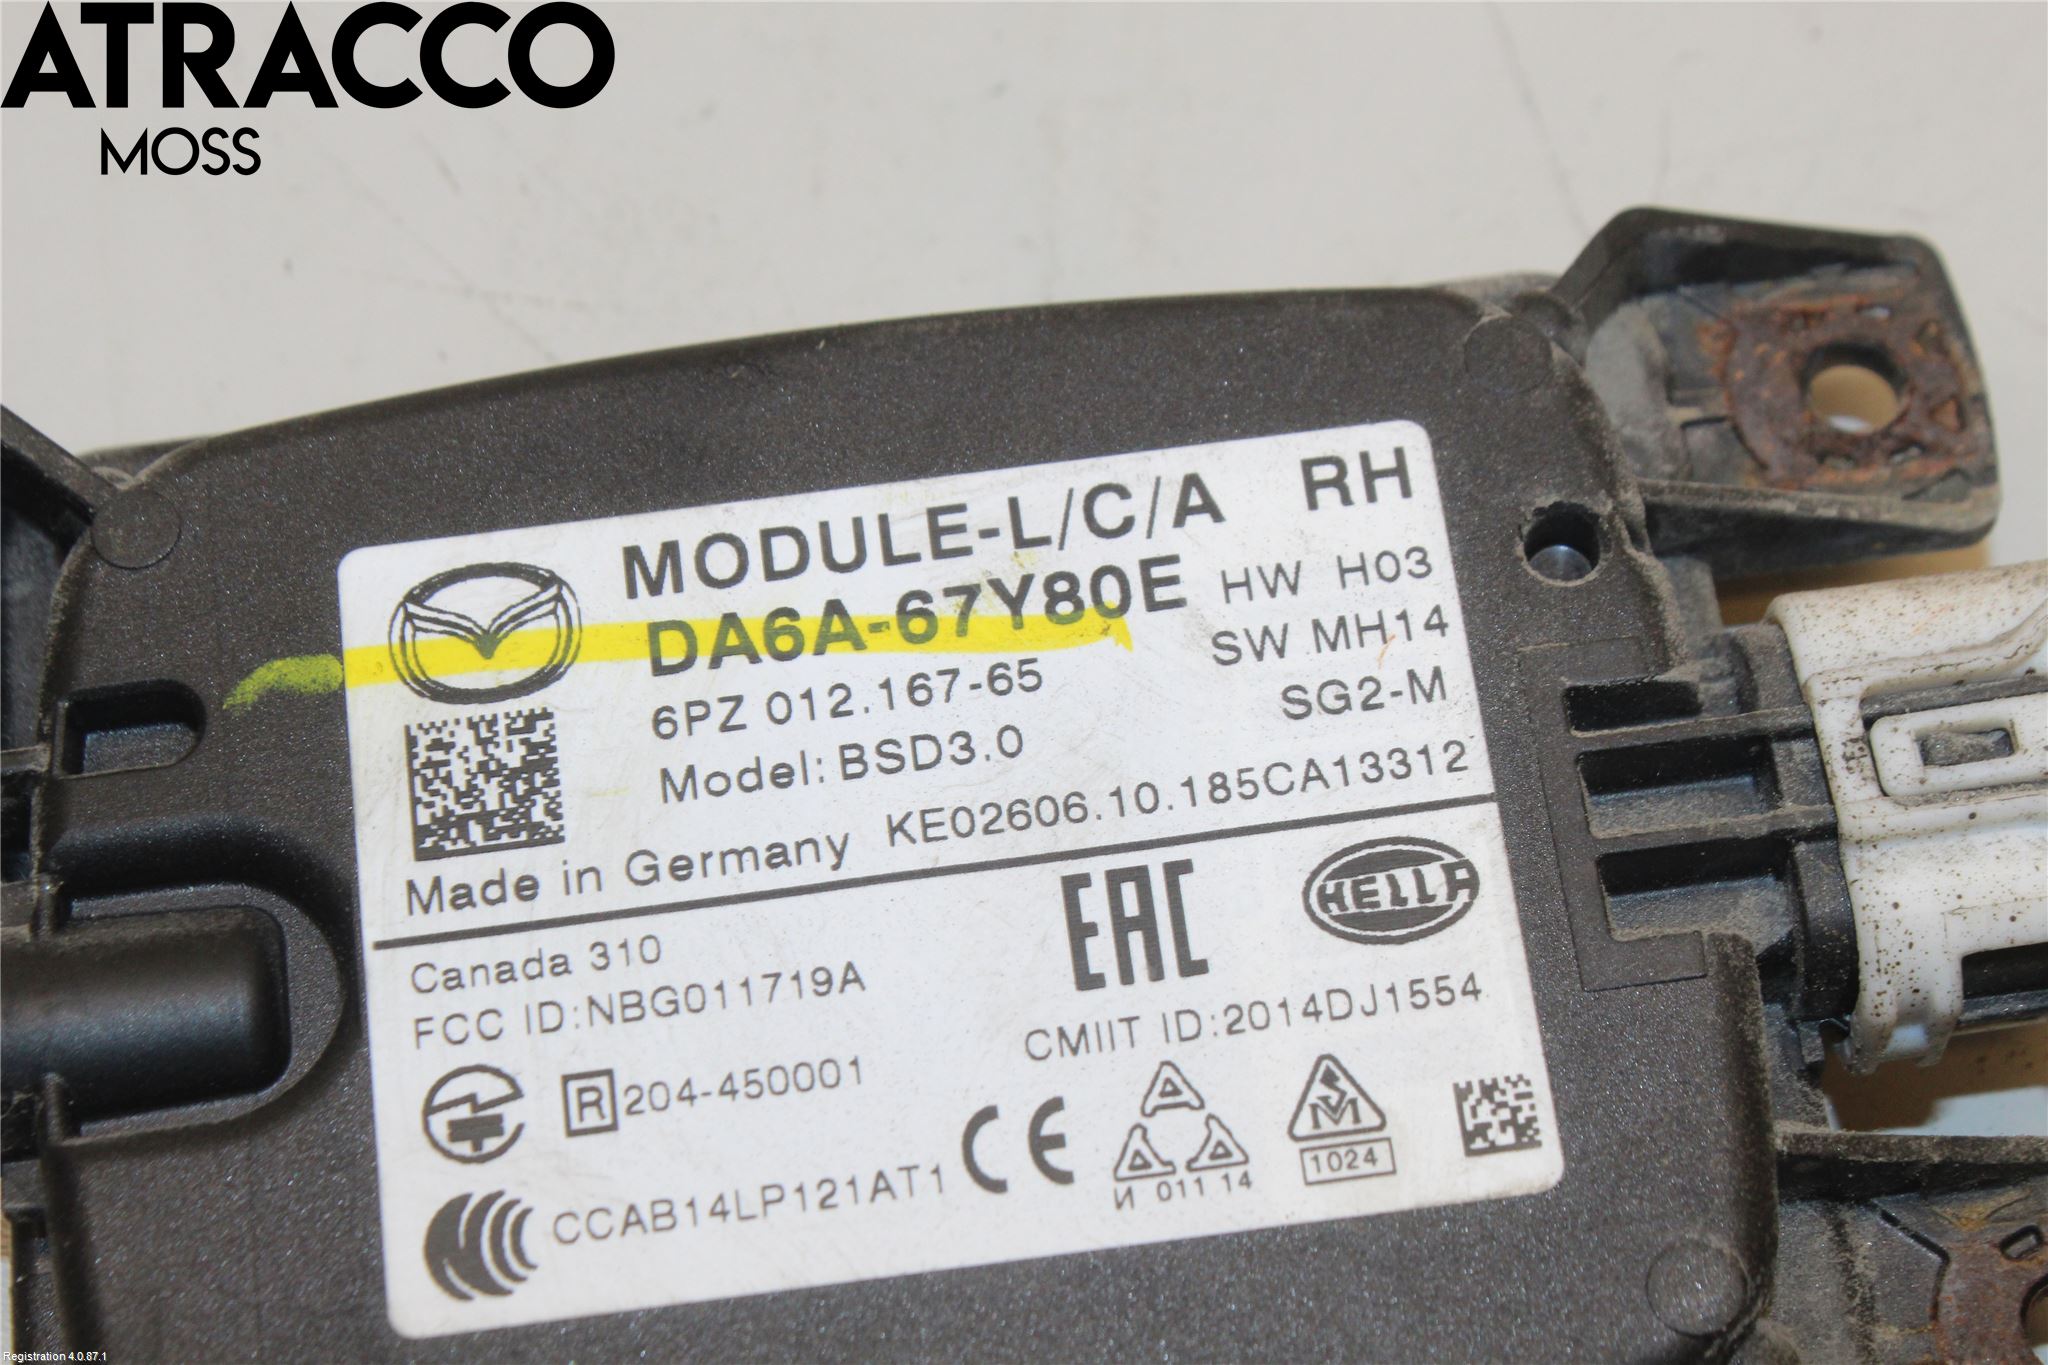 ATRACCO
MOSS
MODULE-L/C/A RH
DA6A-67Y80E HW H03
6PZ 012.167-65 SW MH14
Model: BSD3.0 SG2-M
Made in Germany KE02606.10.185CA13312
Canada 310 EAC HELLA
FCC ID:NBG011719A CMIIT ID:2014DJ1554
R 204-450001
CCAB14LP121AT1 CE И 011 14 1024
Registration 4.0.87.1